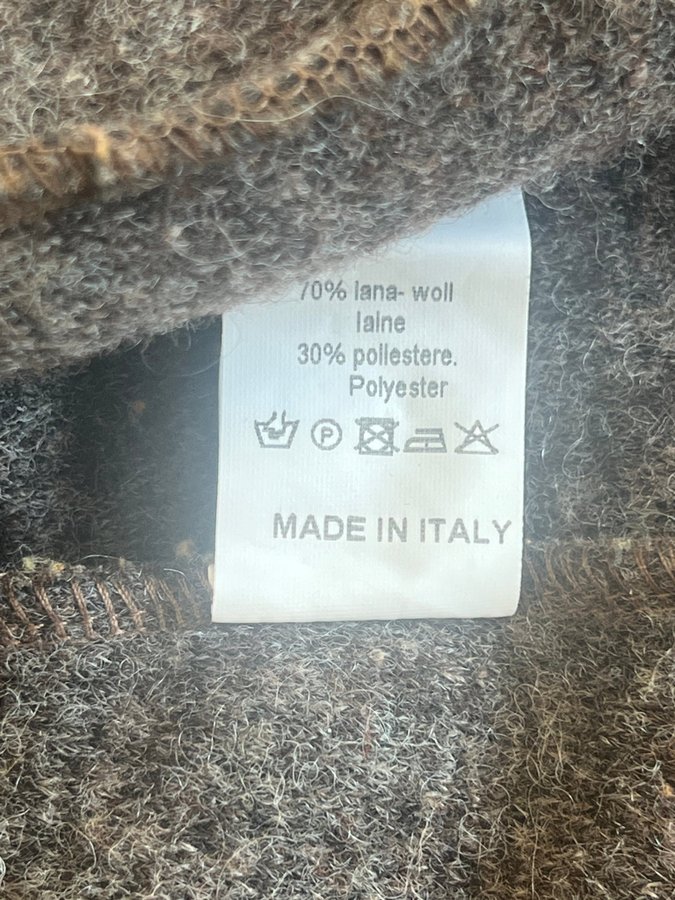 70% lana- woll
laine
30% poliestere.
Polyester
P
MADE IN ITALY